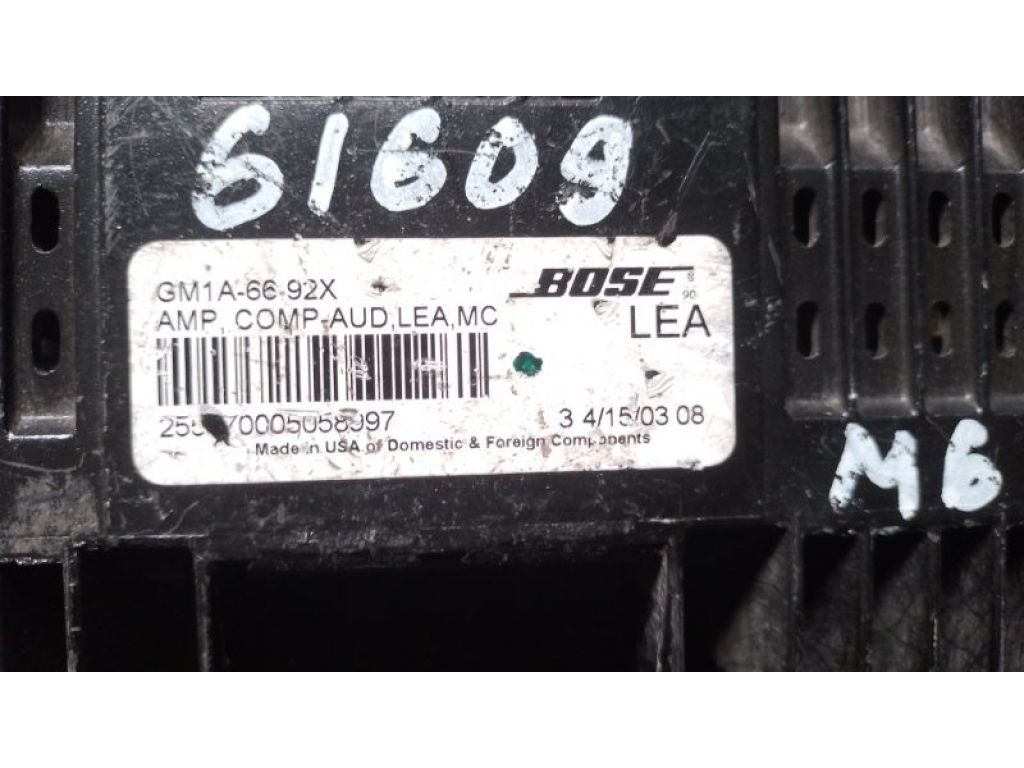 61609
GM1A-66-92X
BOSE ®
90
AMP, COMP-AUD,LEA,MC
LEA
3 4/15/03 08
Made in USA of Domestic & Foreign Components
M6